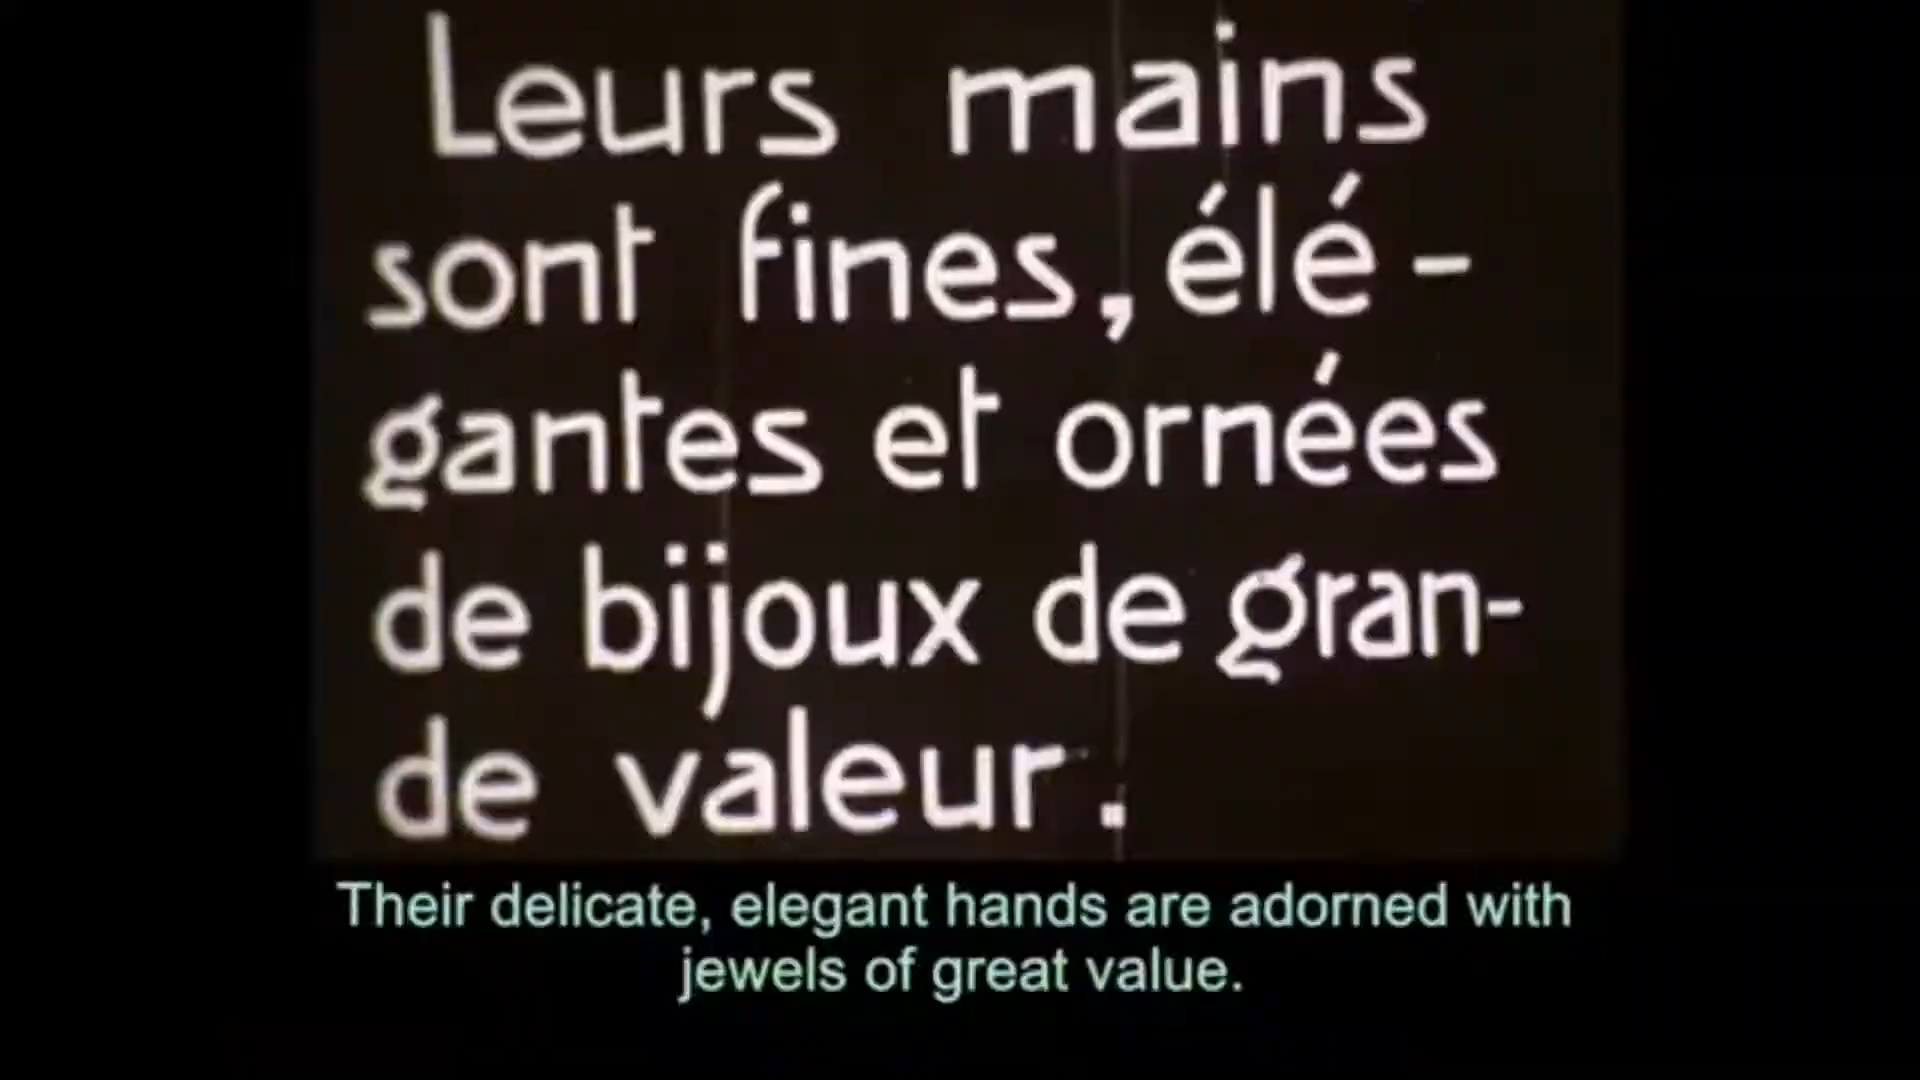 Leurs mains
sont fines, élé-
gantes et ornées
de bijoux de gran-
de valeur.
Their delicate, elegant hands are adorned with
jewels of great value.